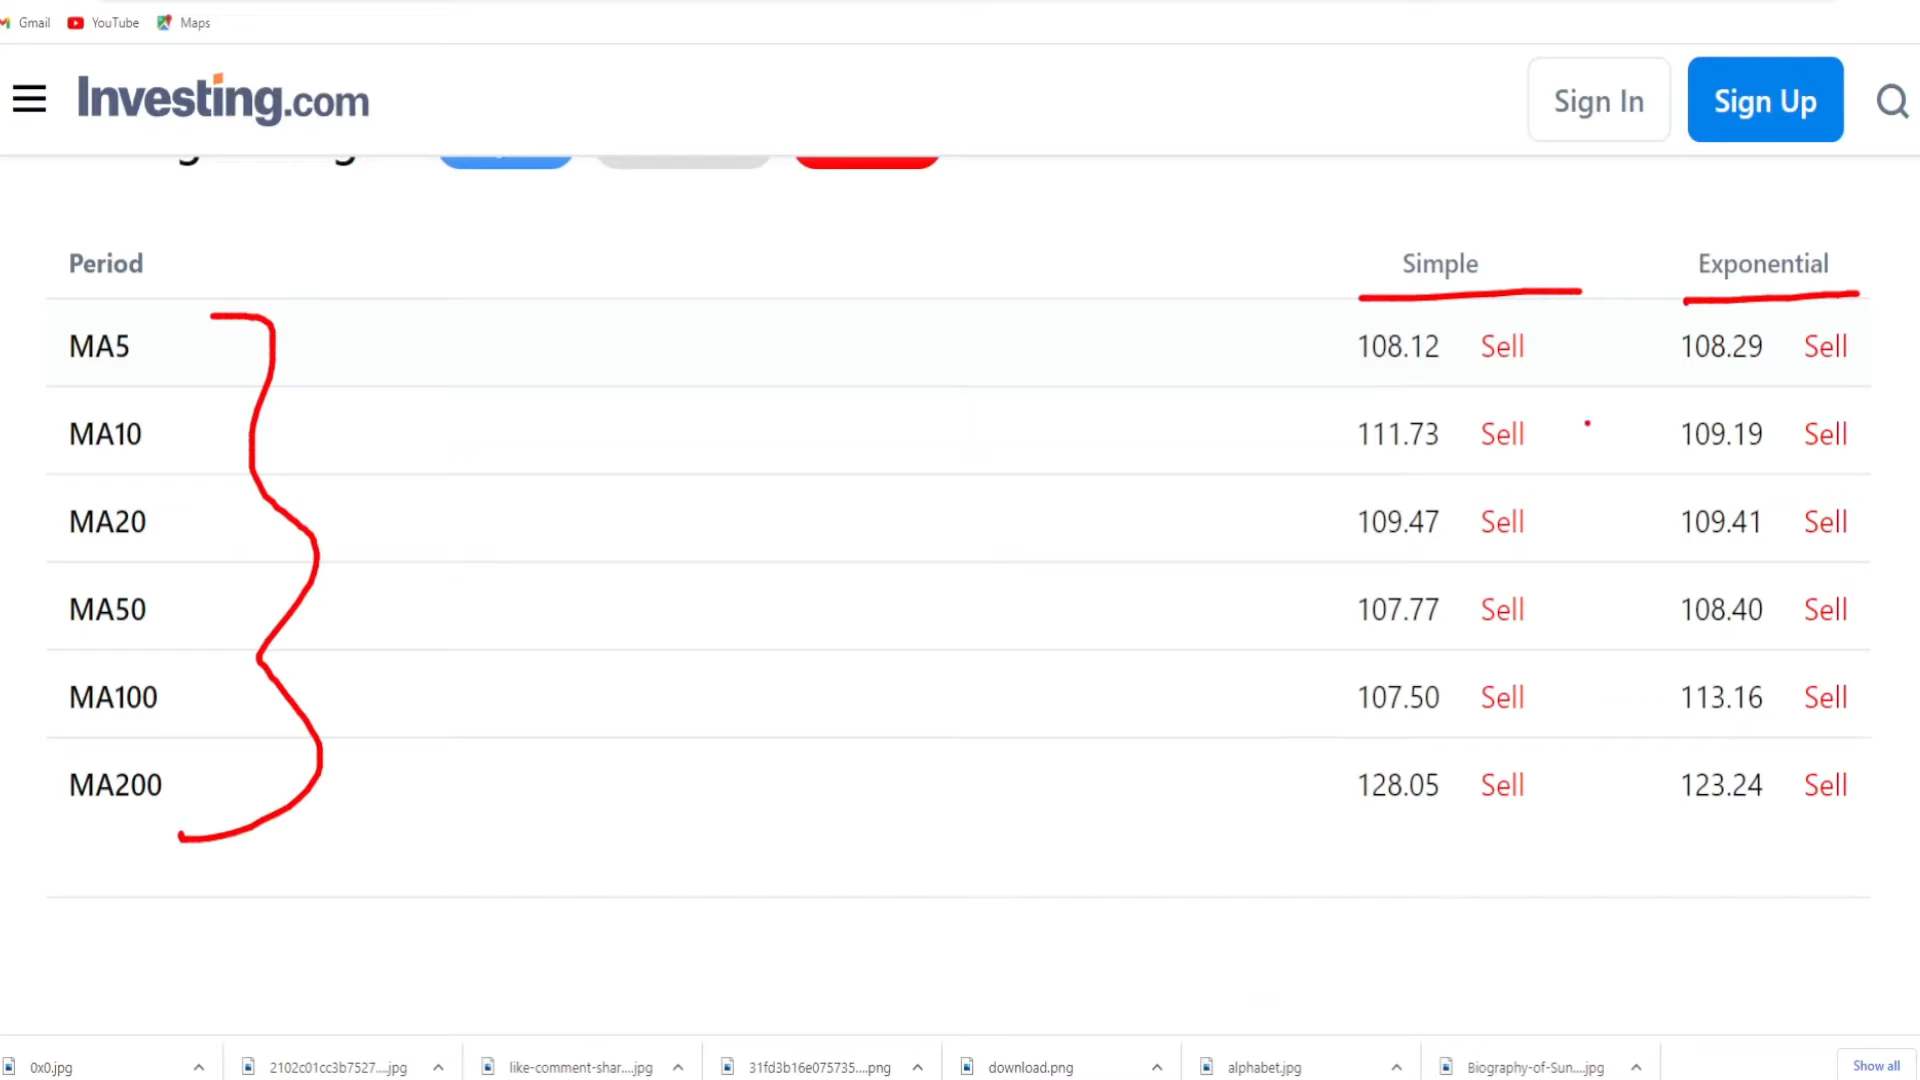 Gmail YouTube Maps
Investing.com Sign In Sign Up
Period Simple Exponential
MA5 108.12 Sell 108.29 Sell
MA10 111.73 Sell 109.19 Sell
MA20 109.47 Sell 109.41 Sell
MA50 107.77 Sell 108.40 Sell
MA100 107.50 Sell 113.16 Sell
MA200 128.05 Sell 123.24 Sell
0x0.jpg 2102c01cc3b7527....jpg like-comment-shar....jpg 31fd3b16e075735....png download.png alphabet.jpg Biography-of-Sun....jpg Show all